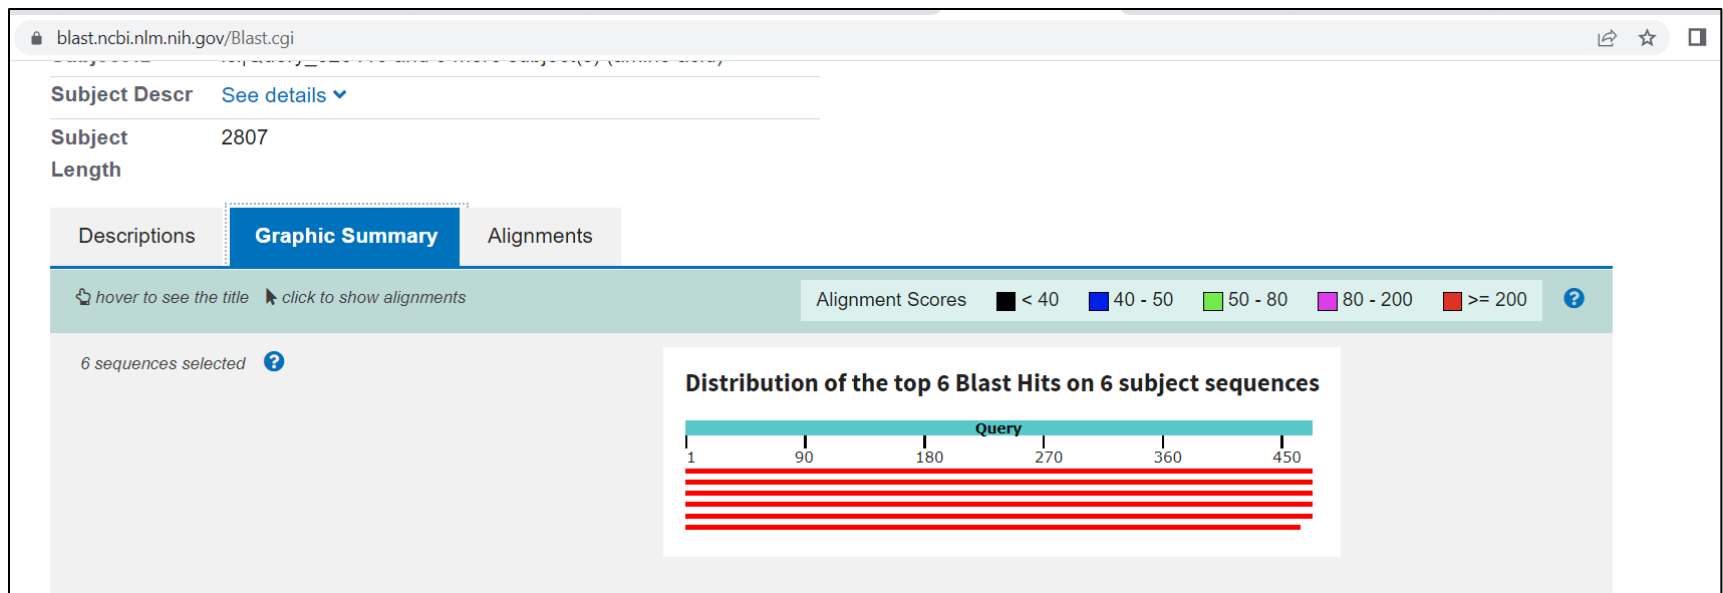 blast.ncbi.nlm.nih.gov/Blast.cgi
Subject Descr See details
Subject 2807
Length
Descriptions Graphic Summary Alignments
hover to see the title click to show alignments Alignment Scores < 40 40 - 50 50 - 80 80 - 200 >= 200 ?
6 sequences selected ?
Distribution of the top 6 Blast Hits on 6 subject sequences
Query
1 90 180 270 360 450